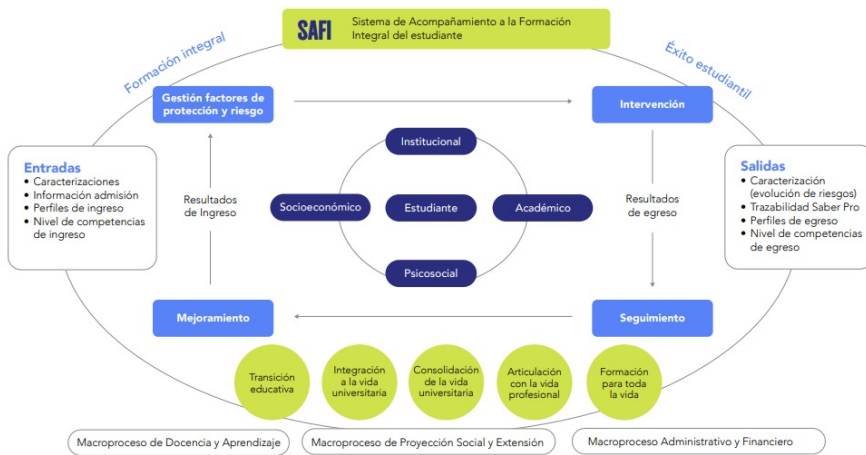 SAFI
Sistema de Acompañamiento a la Formación
Integral del estudiante
Formación integral
Éxito estudiantil
Gestión factores de
protección y riesgo
Intervención
Institucional
Entradas
• Caracterizaciones
• Información admisión
• Perfiles de ingreso
• Nivel de competencias
de ingreso
Resultados
de Ingreso
Socioeconómico
Estudiante
Académico
Resultados
de egreso
Salidas
• Caracterización
(evolución de riesgos)
• Trazabilidad Saber Pro
• Perfiles de egreso
• Nivel de competencias
de egreso
Psicosocial
Mejoramiento
Seguimiento
Transición
educativa
Integración
a la vida
universitaria
Consolidación
de la vida
universitaria
Articulación
con la vida
profesional
Formación
para toda
la vida
Macroproceso de Docencia y Aprendizaje
Macroproceso de Proyección Social y Extensión
Macroproceso Administrativo y Financiero